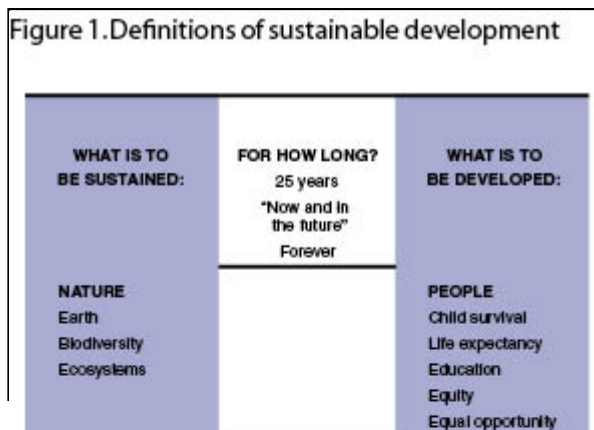 Figure 1.Definitions of sustainable development
WHAT IS TO
BE SUSTAINED:
FOR HOW LONG?
25 years
"Now and in
the future"
Forever
WHAT IS TO
BE DEVELOPED:
NATURE
Earth
Biodiversity
Ecosystems
PEOPLE
Child survival
Life expectancy
Education
Equity
Equal opportunity